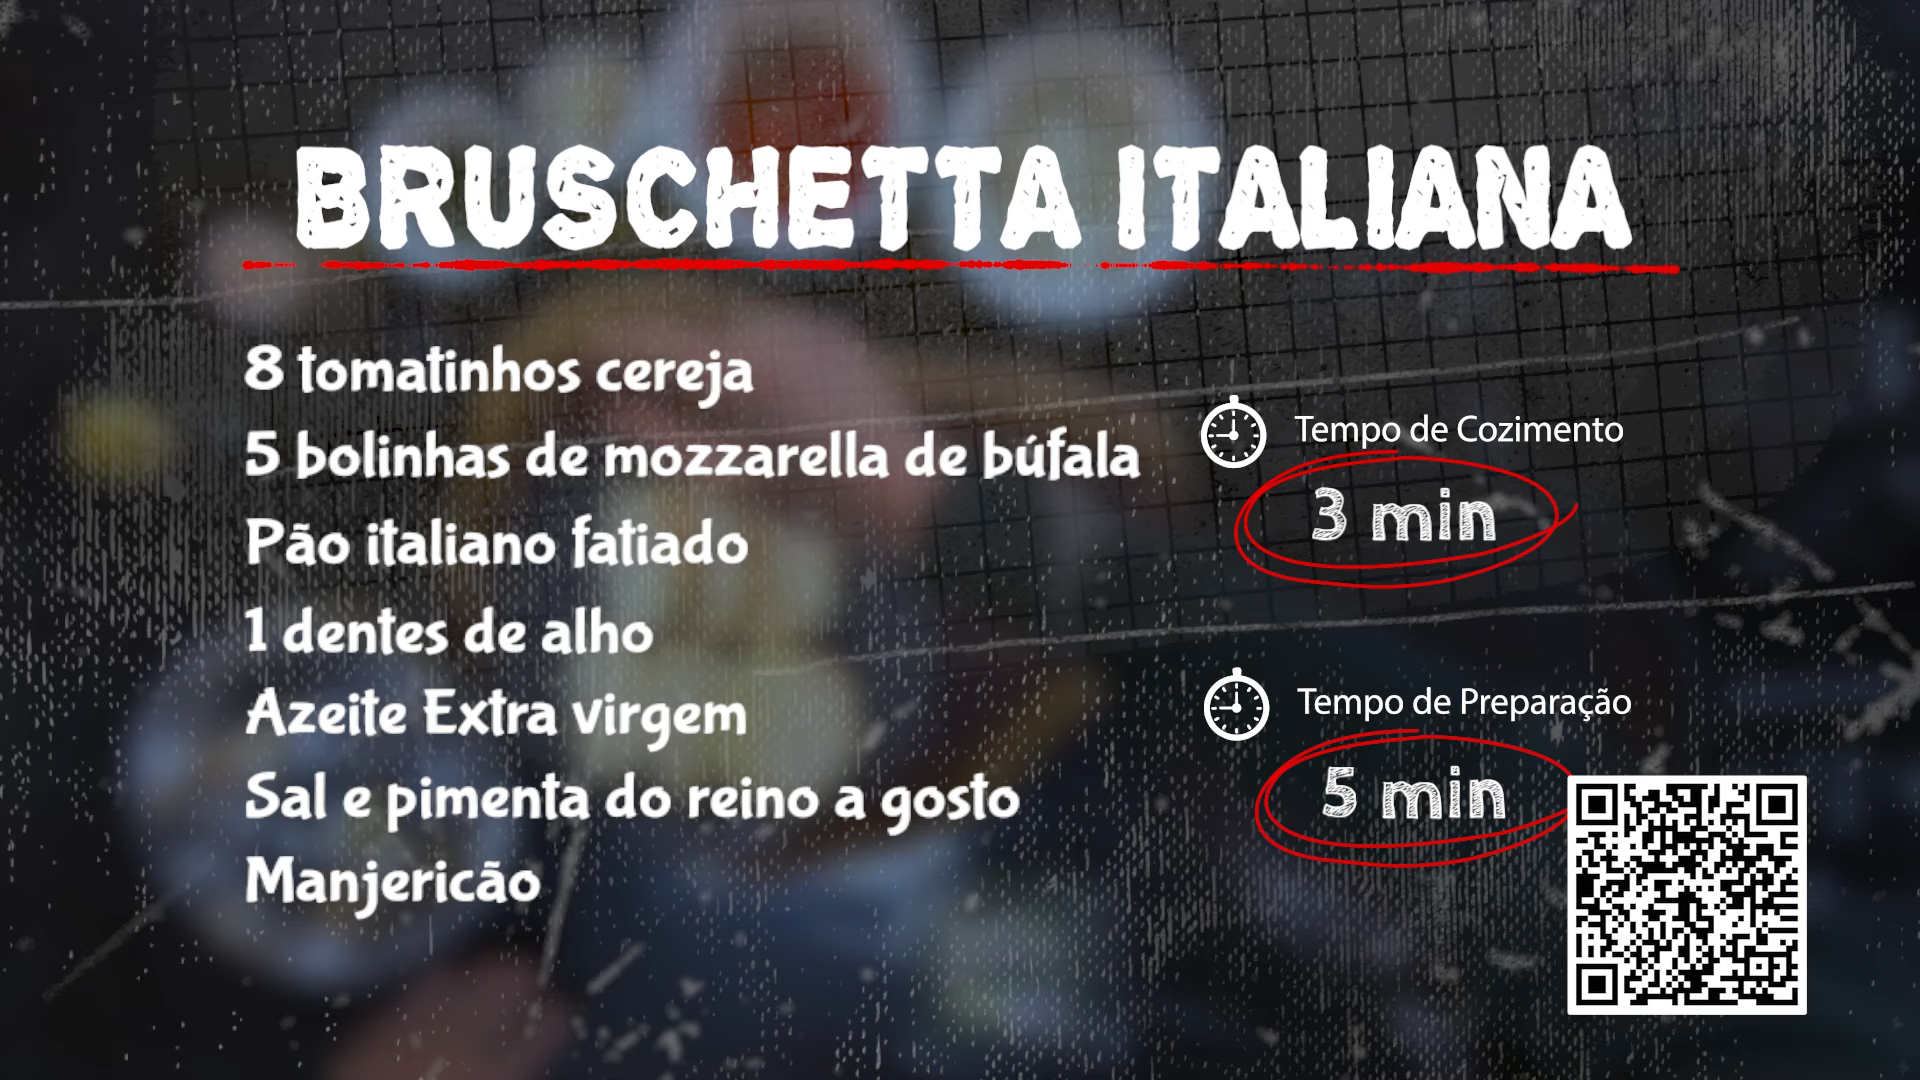 BRUSCHETTA ITALIANA
8 tomatinhos cereja
5 bolinhas de mozzarella de búfala
Pão italiano fatiado
1 dentes de alho
Azeite Extra virgem
Sal e pimenta do reino a gosto
Manjericão
Tempo de Cozimento
3 min
Tempo de Preparação
5 min